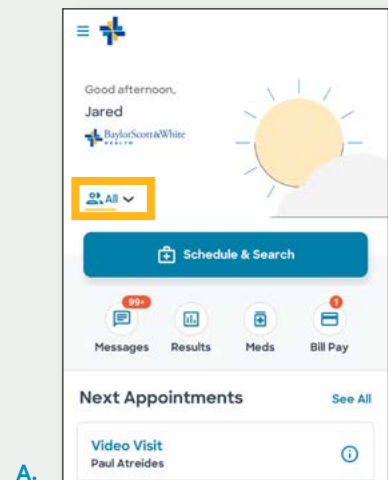 Good afternoon,
Jared
BaylorScott&White
HEALTH
All
Schedule & Search
99+
1
Messages Results Meds Bill Pay
Next Appointments See All
Video Visit
Paul Atreides
A.